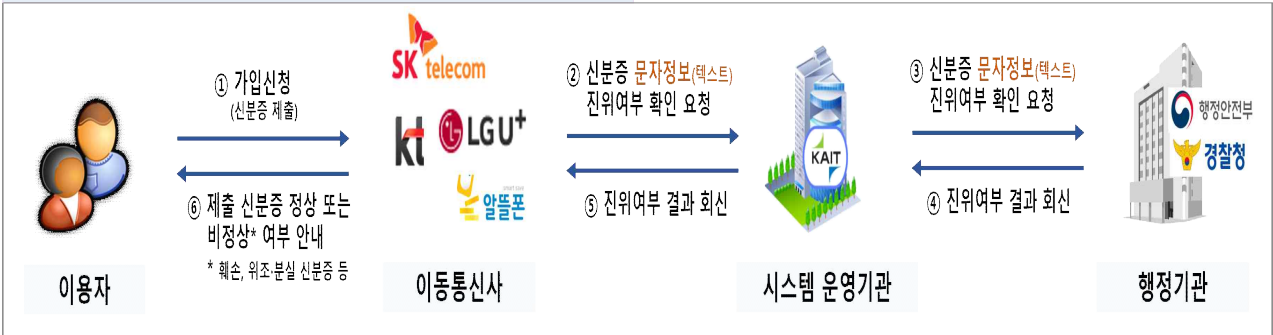 ① 가입신청
(신분증 제출)
⑥ 제출 신분증 정상 또는
비정상* 여부 안내
* 훼손, 위조·분실 신분증 등
이용자
SK telecom
kt
LG U+
알뜰폰
이동통신사
② 신분증 문자정보(텍스트)
진위여부 확인 요청
⑤ 진위여부 결과 회신
KAIT
시스템 운영기관
③ 신분증 문자정보(텍스트)
진위여부 확인 요청
④ 진위여부 결과 회신
행정안전부
경찰청
행정기관